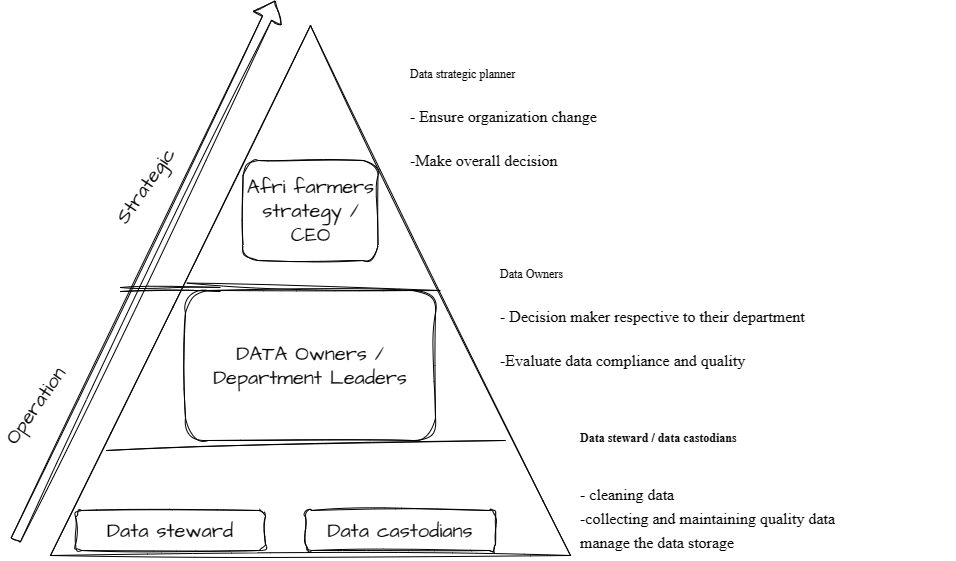 Data strategic planner
- Ensure organization change
-Make overall decision
Strategic
Afri farmers
strategy /
CEO
Data Owners
- Decision maker respective to their department
-Evaluate data compliance and quality
DATA Owners /
Department Leaders
Operation
Data steward / data castodians
- cleaning data
-collecting and maintaining quality data
manage the data storage
Data steward
Data castodians